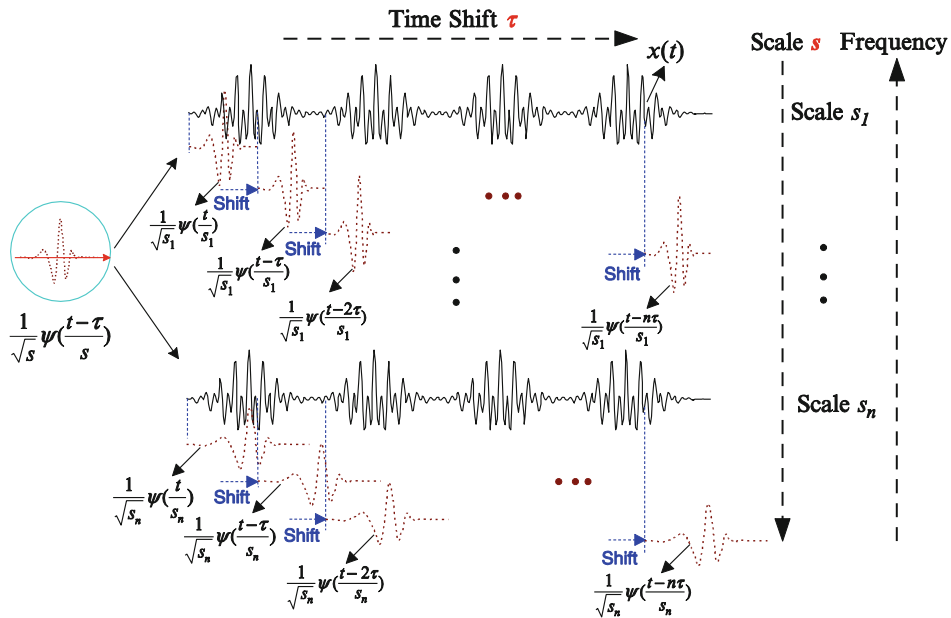 Time Shift τ
Scale s Frequency
x(t)
Scale s₁
Shift
1/√s₁ ψ(t/s₁)
Shift
1/√s₁ ψ((t−τ)/s₁)
Shift
1/√s₁ ψ((t−2τ)/s₁)
1/√s₁ ψ((t−nτ)/s₁)
1/√s ψ((t−τ)/s)
Scale sₙ
Shift
1/√sₙ ψ(t/sₙ)
Shift
1/√sₙ ψ((t−τ)/sₙ)
Shift
1/√sₙ ψ((t−2τ)/sₙ)
1/√sₙ ψ((t−nτ)/sₙ)